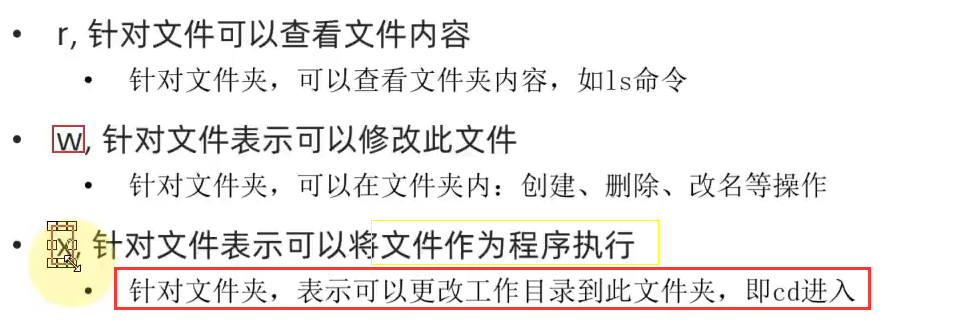 • r, 针对文件可以查看文件内容
• 针对文件夹，可以查看文件夹内容，如ls命令
• w, 针对文件表示可以修改此文件
• 针对文件夹，可以在文件夹内：创建、删除、改名等操作
• x, 针对文件表示可以将文件作为程序执行
• 针对文件夹，表示可以更改工作目录到此文件夹，即cd进入